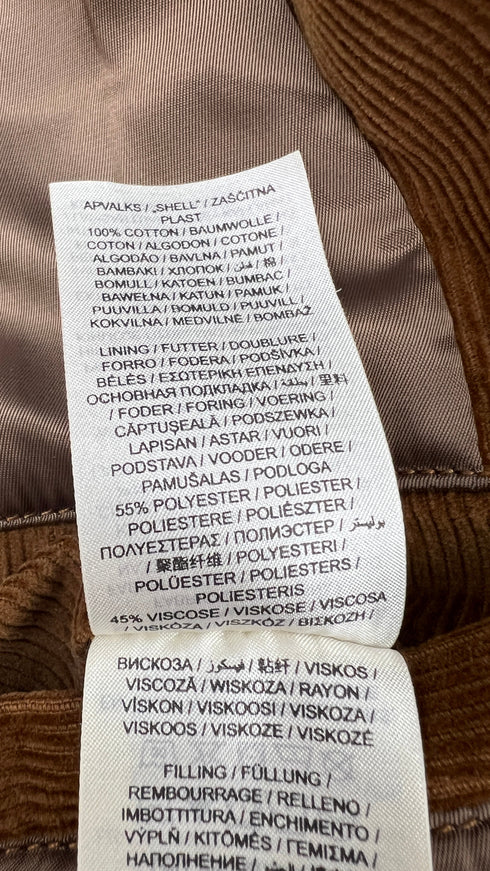 APVALKS / „SHELL" / ZAŠČITNA
PLAST
100% COTTON / BAUMWOLLE /
COTON / ALGODON / COTONE /
ALGODÃO / BAVLNA / PAMUT /
BAMBAKI / ХЛОПОК / قطن / 棉 /
BOMULL / KATOEN / BUMBAC /
BAWEŁNA / KATUN / PAMUK /
PUUVILLA / BOMULD / PUUVILL /
KOKVILNA / MEDVILNĖ / BOMBAŽ
LINING / FUTTER / DOUBLURE /
FORRO / FODERA / PODŠÍVKA /
BÉLÉS / ΕΣΩΤΕΡΙΚΗ ΕΠΕΝΔΥΣΗ /
ОСНОВНАЯ ПОДКЛАДКА / بطانة / 里料
/ FODER / FORING / VOERING /
CĂPTUŞEALĂ / PODSZEWKA /
LAPISAN / ASTAR / VUORI /
PODSTAVA / VOODER / ODERE /
PAMUŠALAS / PODLOGA
55% POLYESTER / POLIESTER /
POLIESTERE / POLIÉSZTER /
ΠΟΛΥΕΣΤΕΡΑΣ / ПОЛИЭСТЕР / بوليستر
/ 聚酯纤维 / POLYESTERI /
POLÜESTER / POLIESTERS /
POLIESTERIS
45% VISCOSE / VISKOSE / VISCOSA
/ VISKÓZA / VISZKÓZ / ΒΙΣΚΟΖΗ /
ВИСКОЗА / فيسكوز / 粘纤 / VISKOS /
VISCOZĂ / WISKOZA / RAYON /
VİSKON / VISKOOSI / VISKOZA /
VISKOOS / VISKOZE / VISKOZĖ
FILLING / FÜLLUNG /
REMBOURRAGE / RELLENO /
IMBOTTITURA / ENCHIMENTO /
VÝPLŇ / KITÖMÉS / ΓΕΜΙΣΜΑ /
НАПОЛНЕНИЕ /